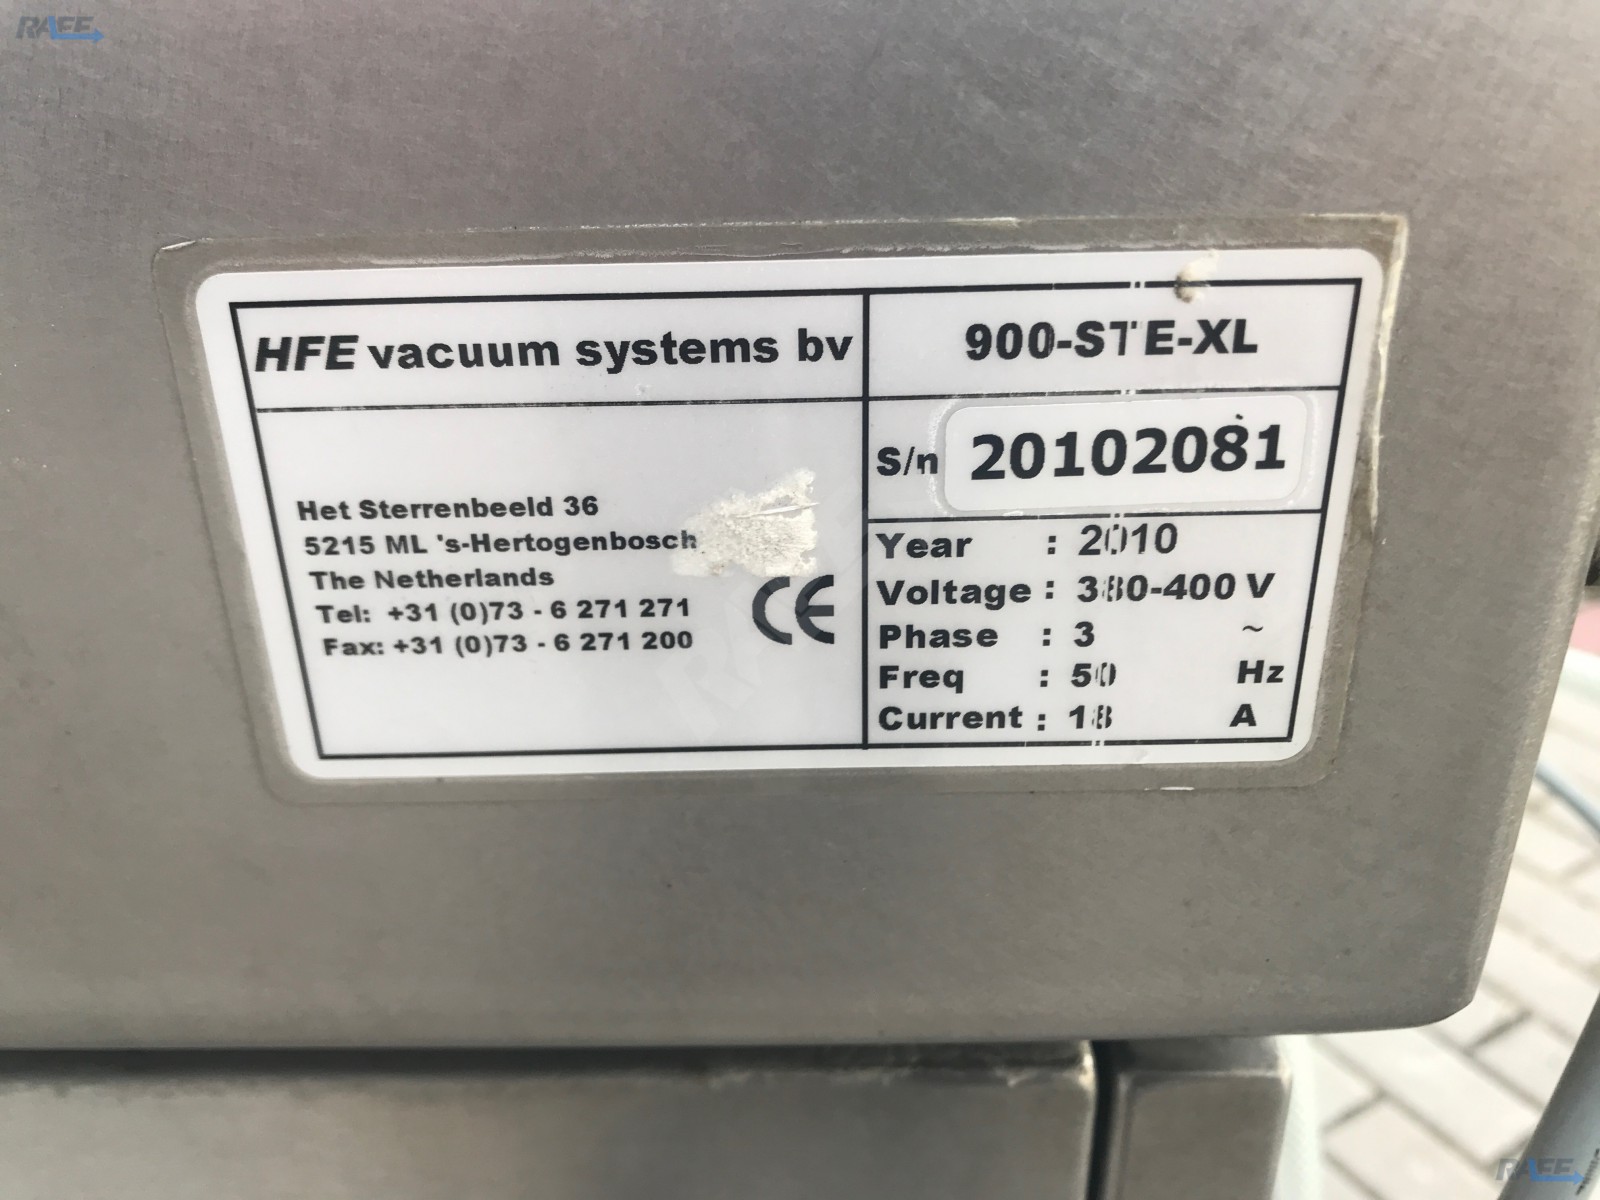 RAFF
HFE vacuum systems bv
900-STE-XL
S/n 20102081
Het Sterrenbeeld 36
5215 ML 's-Hertogenbosch
The Netherlands
Tel: +31 (0)73 - 6 271 271
Fax: +31 (0)73 - 6 271 200
CE
Year : 2010
Voltage : 380-400 V
Phase : 3 ~
Freq : 50 Hz
Current : 18 A
RAFF